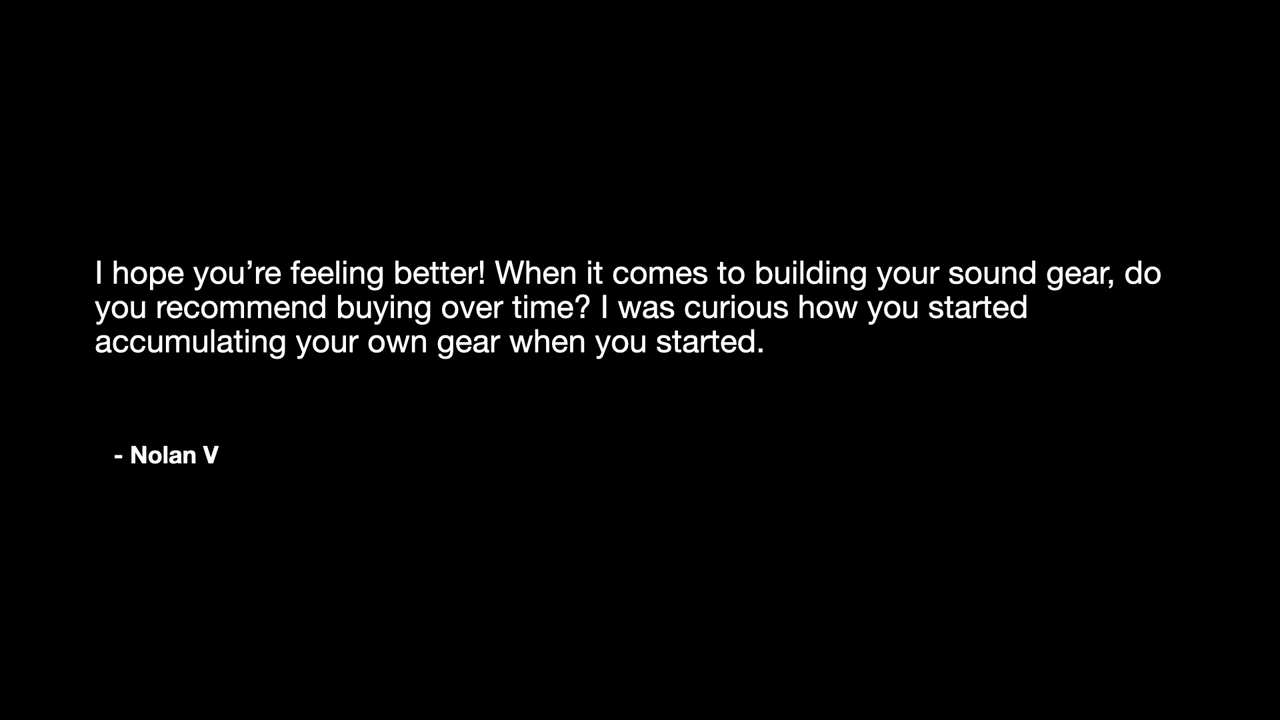 I hope you’re feeling better! When it comes to building your sound gear, do
you recommend buying over time? I was curious how you started
accumulating your own gear when you started.
- Nolan V